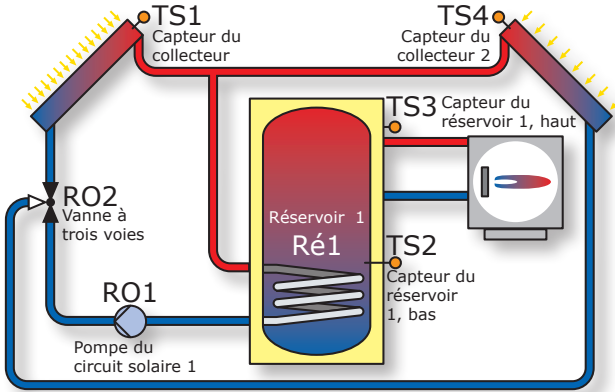 TS1
Capteur du
collecteur
TS4
Capteur du
collecteur 2
TS3
Capteur du
réservoir 1, haut
RO2
Vanne à
trois voies
Réservoir 1
Ré1
TS2
Capteur du
réservoir
1, bas
RO1
Pompe du
circuit solaire 1